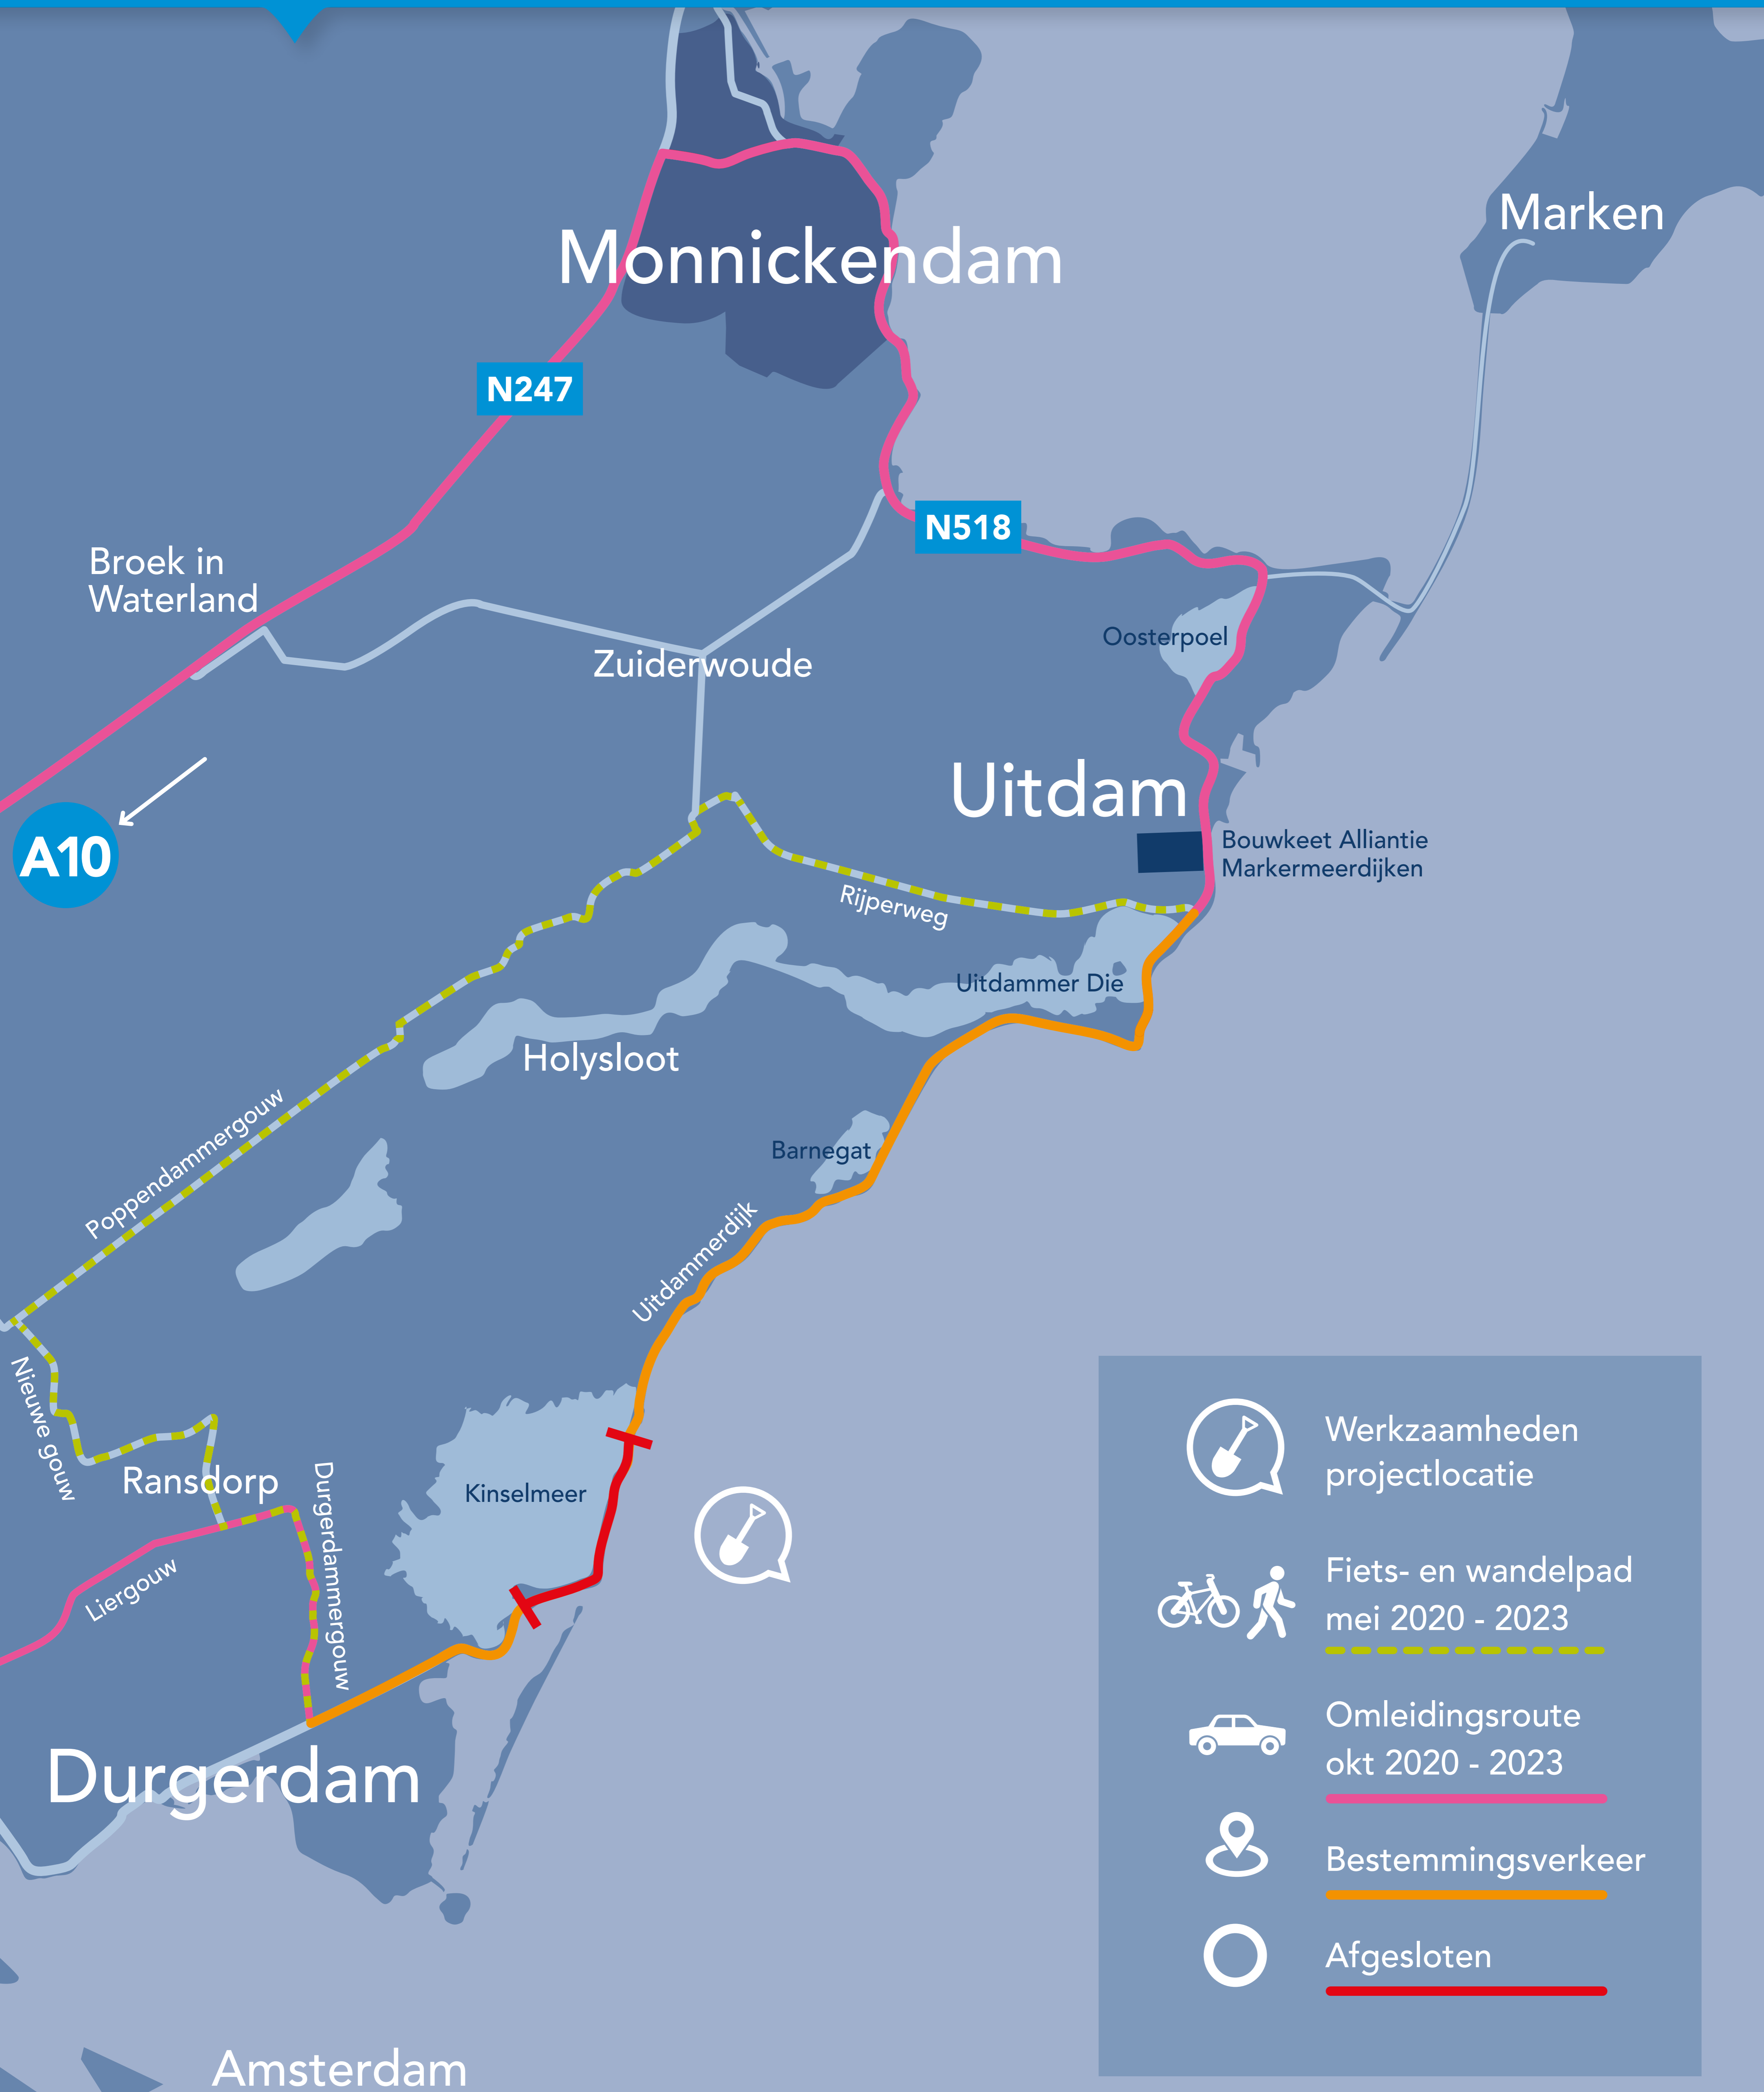 Marken
Monnickendam
N247
N518
Broek in
Waterland
Oosterpoel
Zuiderwoude
Uitdam
Bouwkeet Alliantie
Markermeerdijken
A10
Rijperweg
Uitdammer Die
Holysloot
Poppendammergouw
Barnegat
Uitdammerdijk
Nieuwe gouw
Ransdorp
Durgerdammergouw
Kinselmeer
Liergouw
Durgerdam
Amsterdam
Werkzaamheden
projectlocatie
Fiets- en wandelpad
mei 2020 - 2023
Omleidingsroute
okt 2020 - 2023
Bestemmingsverkeer
Afgesloten